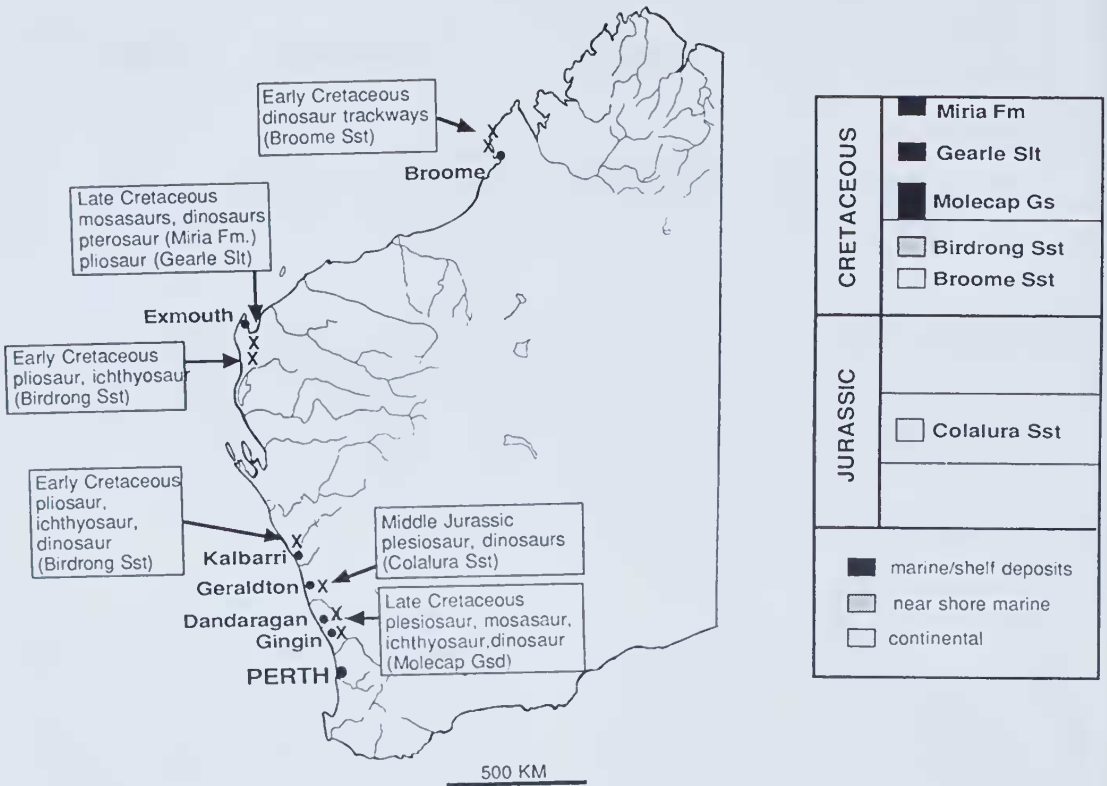 Early Cretaceous
dinosaur trackways
(Broome Sst)
Broome
Late Cretaceous
mosasaurs, dinosaurs
pterosaur (Miria Fm.)
pliosaur (Gearle Slt)
Exmouth
Early Cretaceous
pliosaur, ichthyosaur
(Birdrong Sst)
Early Cretaceous
pliosaur,
ichthyosaur,
dinosaur
(Birdrong Sst)
Kalbarri
Middle Jurassic
plesiosaur, dinosaurs
(Colalura Sst)
Geraldton
Dandaragan
Gingin
Late Cretaceous
plesiosaur, mosasaur,
ichthyosaur,dinosaur
(Molecap Gsd)
PERTH
500 KM
CRETACEOUS
Miria Fm
Gearle Slt
Molecap Gs
Birdrong Sst
Broome Sst
JURASSIC
Colalura Sst
marine/shelf deposits
near shore marine
continental